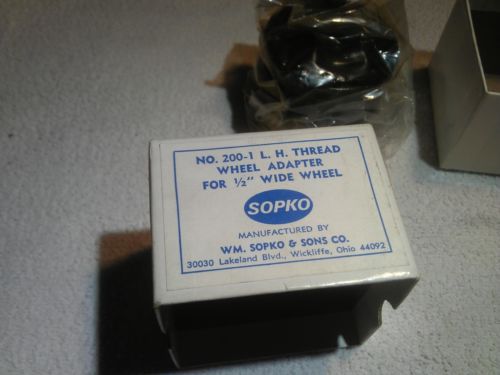 NO. 200-1 L. H. THREAD
WHEEL ADAPTER
FOR ½" WIDE WHEEL
SOPKO
MANUFACTURED BY
WM. SOPKO & SONS CO.
30030 Lakeland Blvd., Wickliffe, Ohio 44092